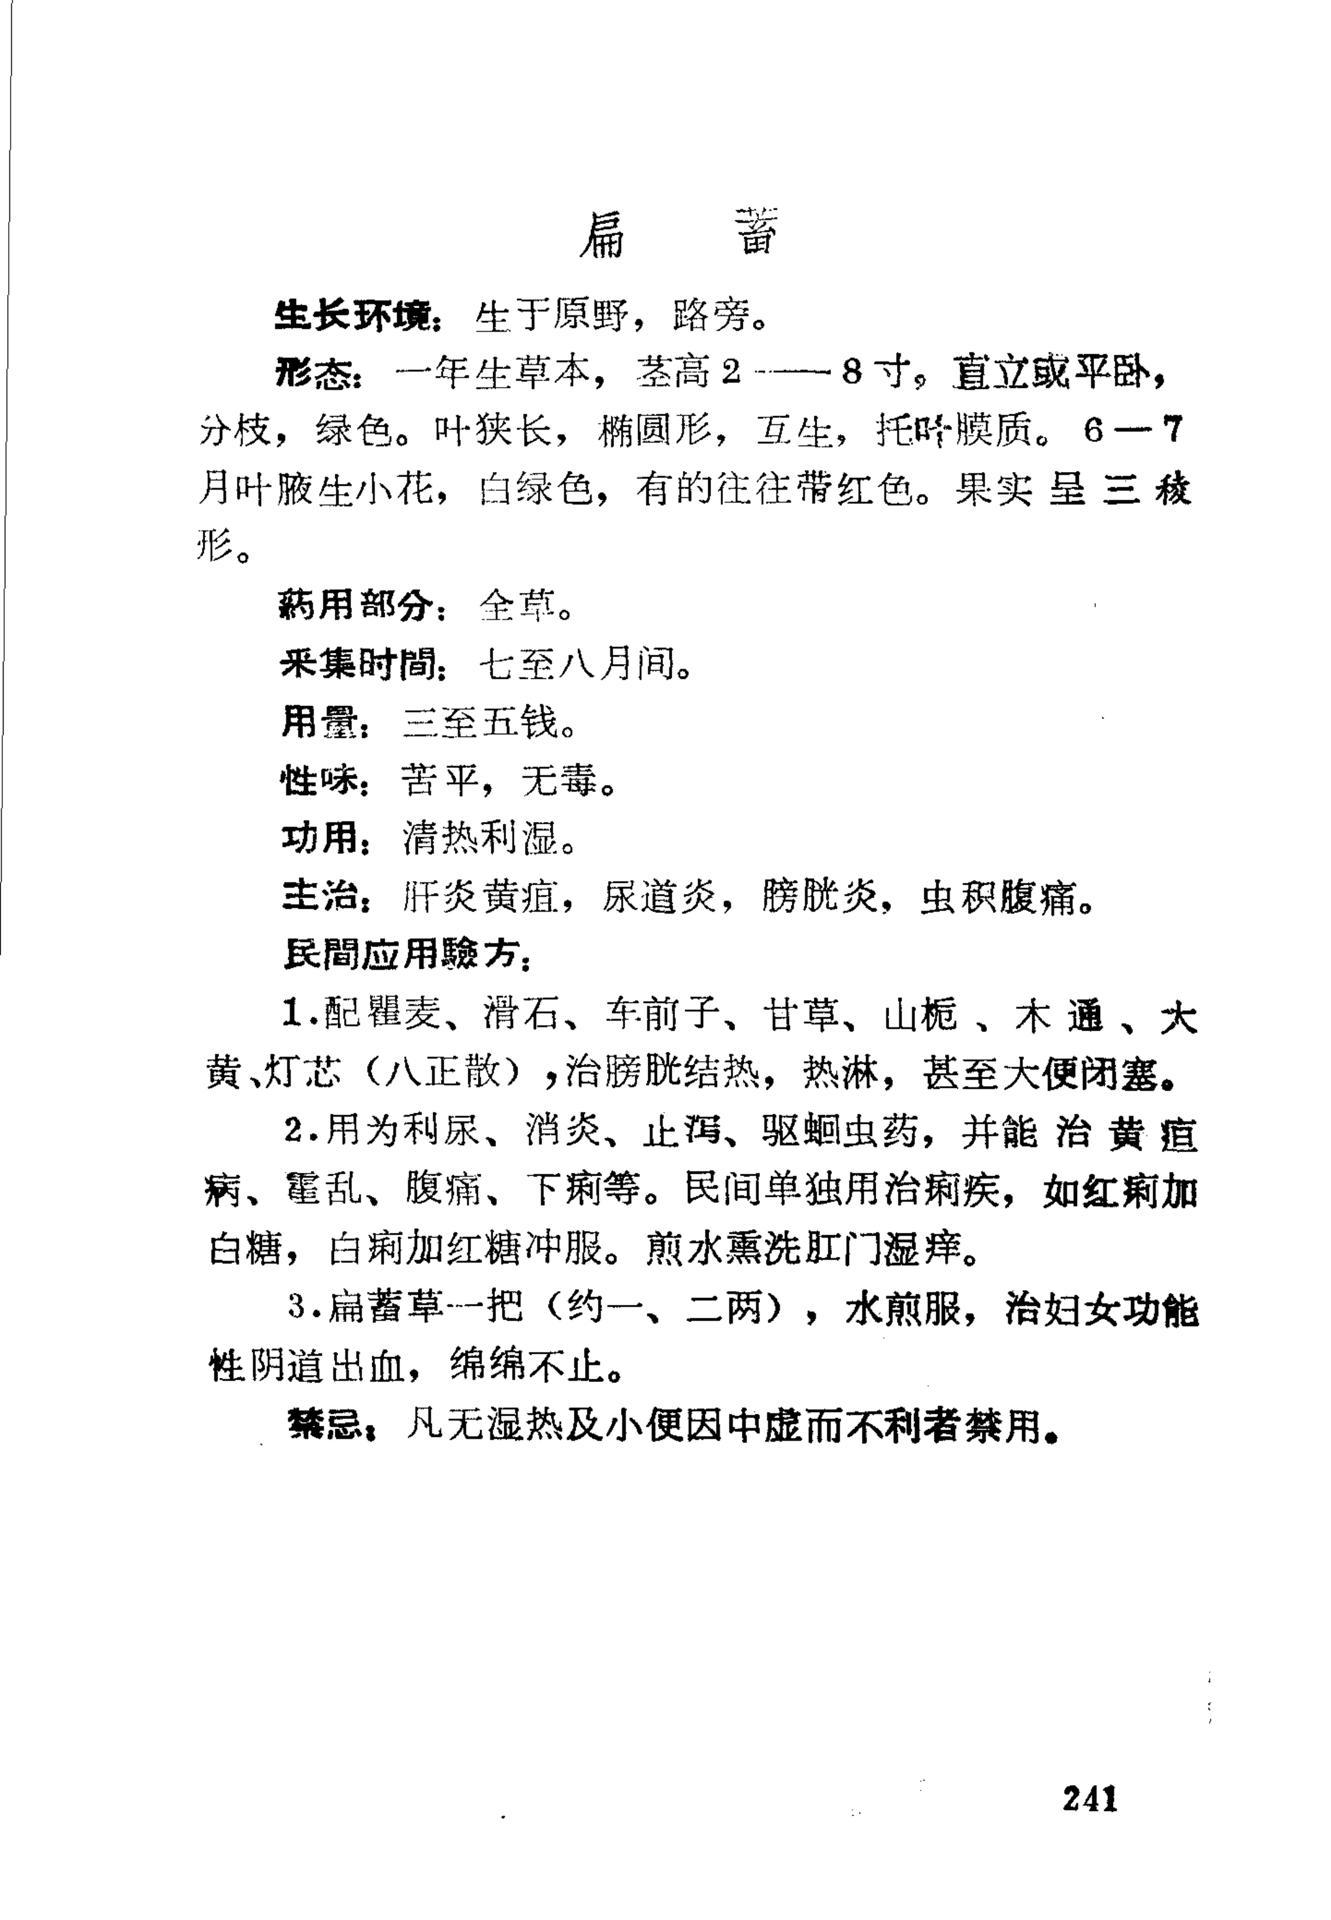 扁蓄
生长环境：生于原野，路旁。
形态：一年生草本，茎高2——8寸，直立或平卧，
分枝，绿色。叶狭长，椭圆形，互生，托叶膜质。6—7
月叶腋生小花，白绿色，有的往往带红色。果实呈三稜
形。
药用部分：全草。
采集时間：七至八月间。
用量：三至五钱。
性味：苦平，无毒。
功用：清热利湿。
主治：肝炎黄疸，尿道炎，膀胱炎，虫积腹痛。
民間应用驗方：
1.配瞿麦、滑石、车前子、甘草、山栀、木通、大
黄、灯芯（八正散），治膀胱结热，热淋，甚至大便闭塞。
2.用为利尿、消炎、止泻、驱蛔虫药，并能治黄疸
病、霍乱、腹痛、下痢等。民间单独用治痢疾，如红痢加
白糖，白痢加红糖冲服。煎水熏洗肛门湿痒。
3.扁蓄草一把（约一、二两），水煎服，治妇女功能
性阴道出血，绵绵不止。
禁忌：凡无湿热及小便因中虚而不利者禁用。
241